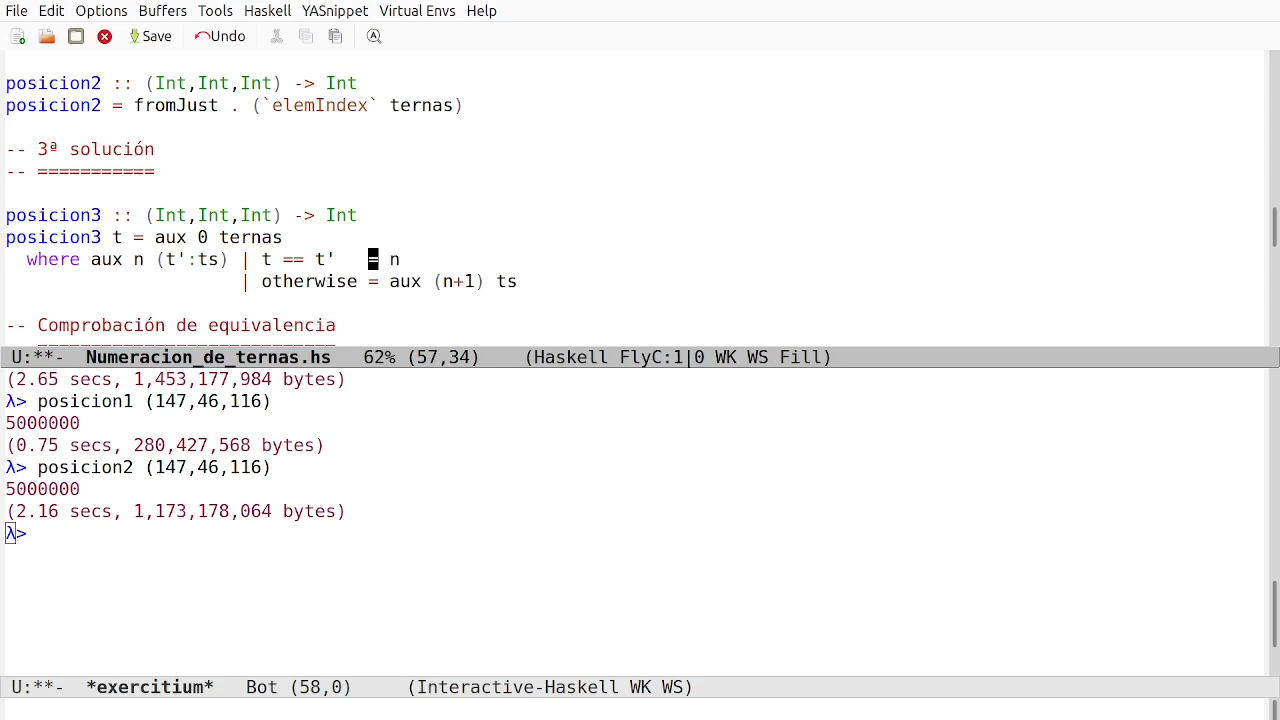 File Edit Options Buffers Tools Haskell YASnippet Virtual Envs Help
Save Undo
posicion2 :: (Int,Int,Int) -> Int
posicion2 = fromJust . (`elemIndex` ternas)
-- 3ª solución
-- ===========
posicion3 :: (Int,Int,Int) -> Int
posicion3 t = aux 0 ternas
  where aux n (t':ts) | t == t'   = n
                      | otherwise = aux (n+1) ts
-- Comprobación de equivalencia
U:**-  Numeracion_de_ternas.hs   62% (57,34)    (Haskell FlyC:1|0 WK WS Fill)
(2.65 secs, 1,453,177,984 bytes)
λ> posicion1 (147,46,116)
5000000
(0.75 secs, 280,427,568 bytes)
λ> posicion2 (147,46,116)
5000000
(2.16 secs, 1,173,178,064 bytes)
λ>
U:**-  *exercitium*   Bot (58,0)     (Interactive-Haskell WK WS)